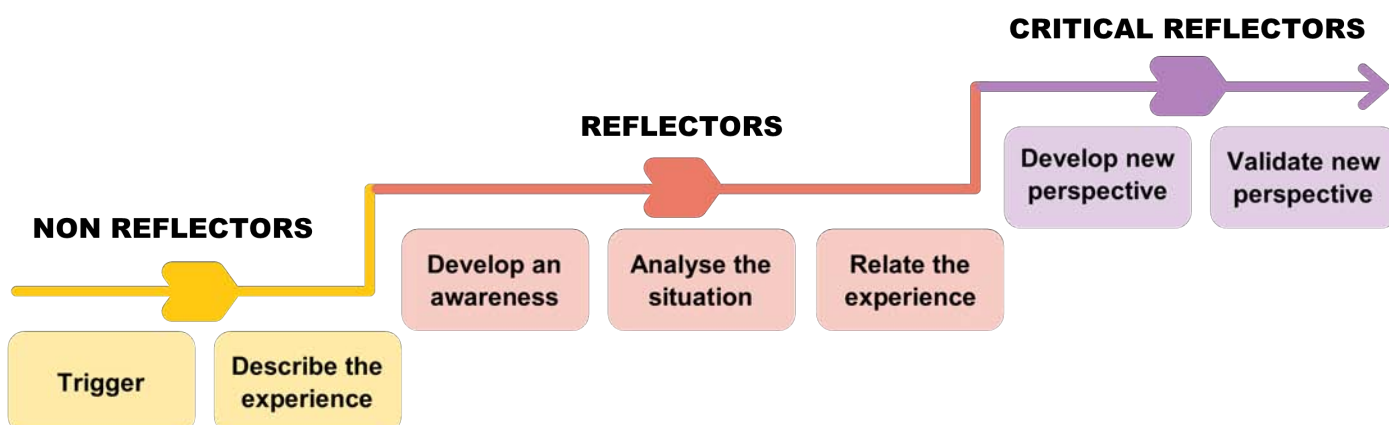 NON REFLECTORS
Trigger
Describe the
experience
REFLECTORS
Develop an
awareness
Analyse the
situation
Relate the
experience
CRITICAL REFLECTORS
Develop new
perspective
Validate new
perspective